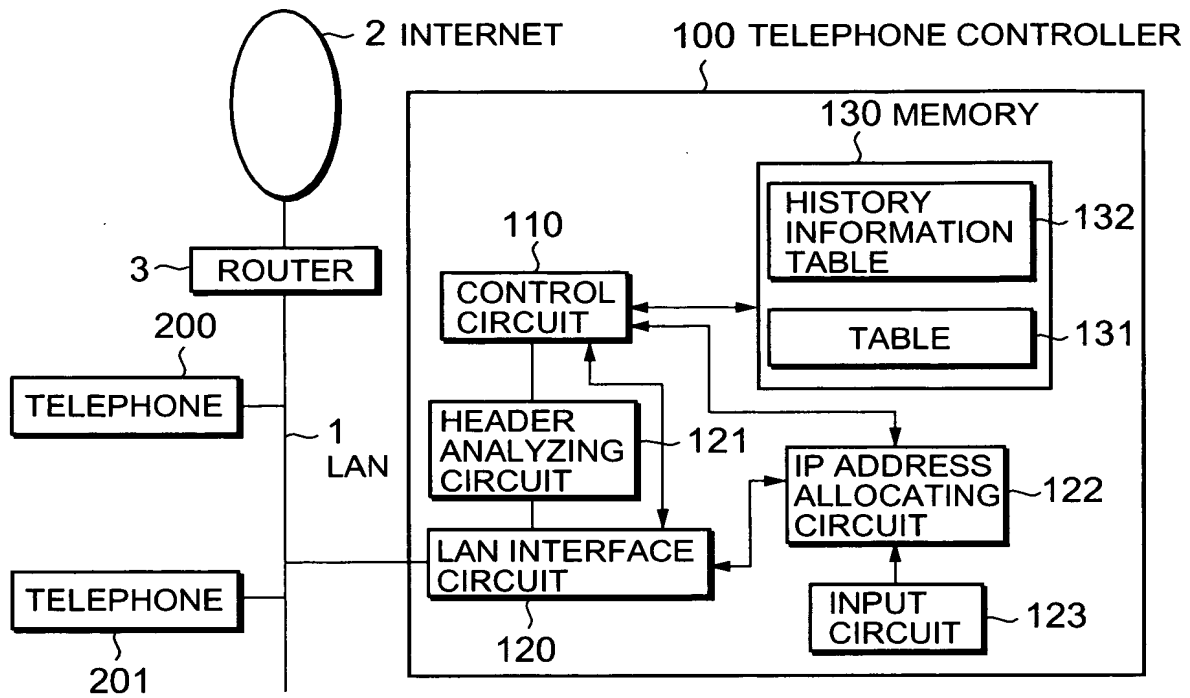 2 INTERNET
100 TELEPHONE CONTROLLER
130 MEMORY
HISTORY
INFORMATION
TABLE
132
110
3
ROUTER
CONTROL
CIRCUIT
TABLE
131
200
TELEPHONE
1
LAN
HEADER
ANALYZING
CIRCUIT
121
IP ADDRESS
ALLOCATING
CIRCUIT
122
LAN INTERFACE
CIRCUIT
120
TELEPHONE
201
INPUT
CIRCUIT
123